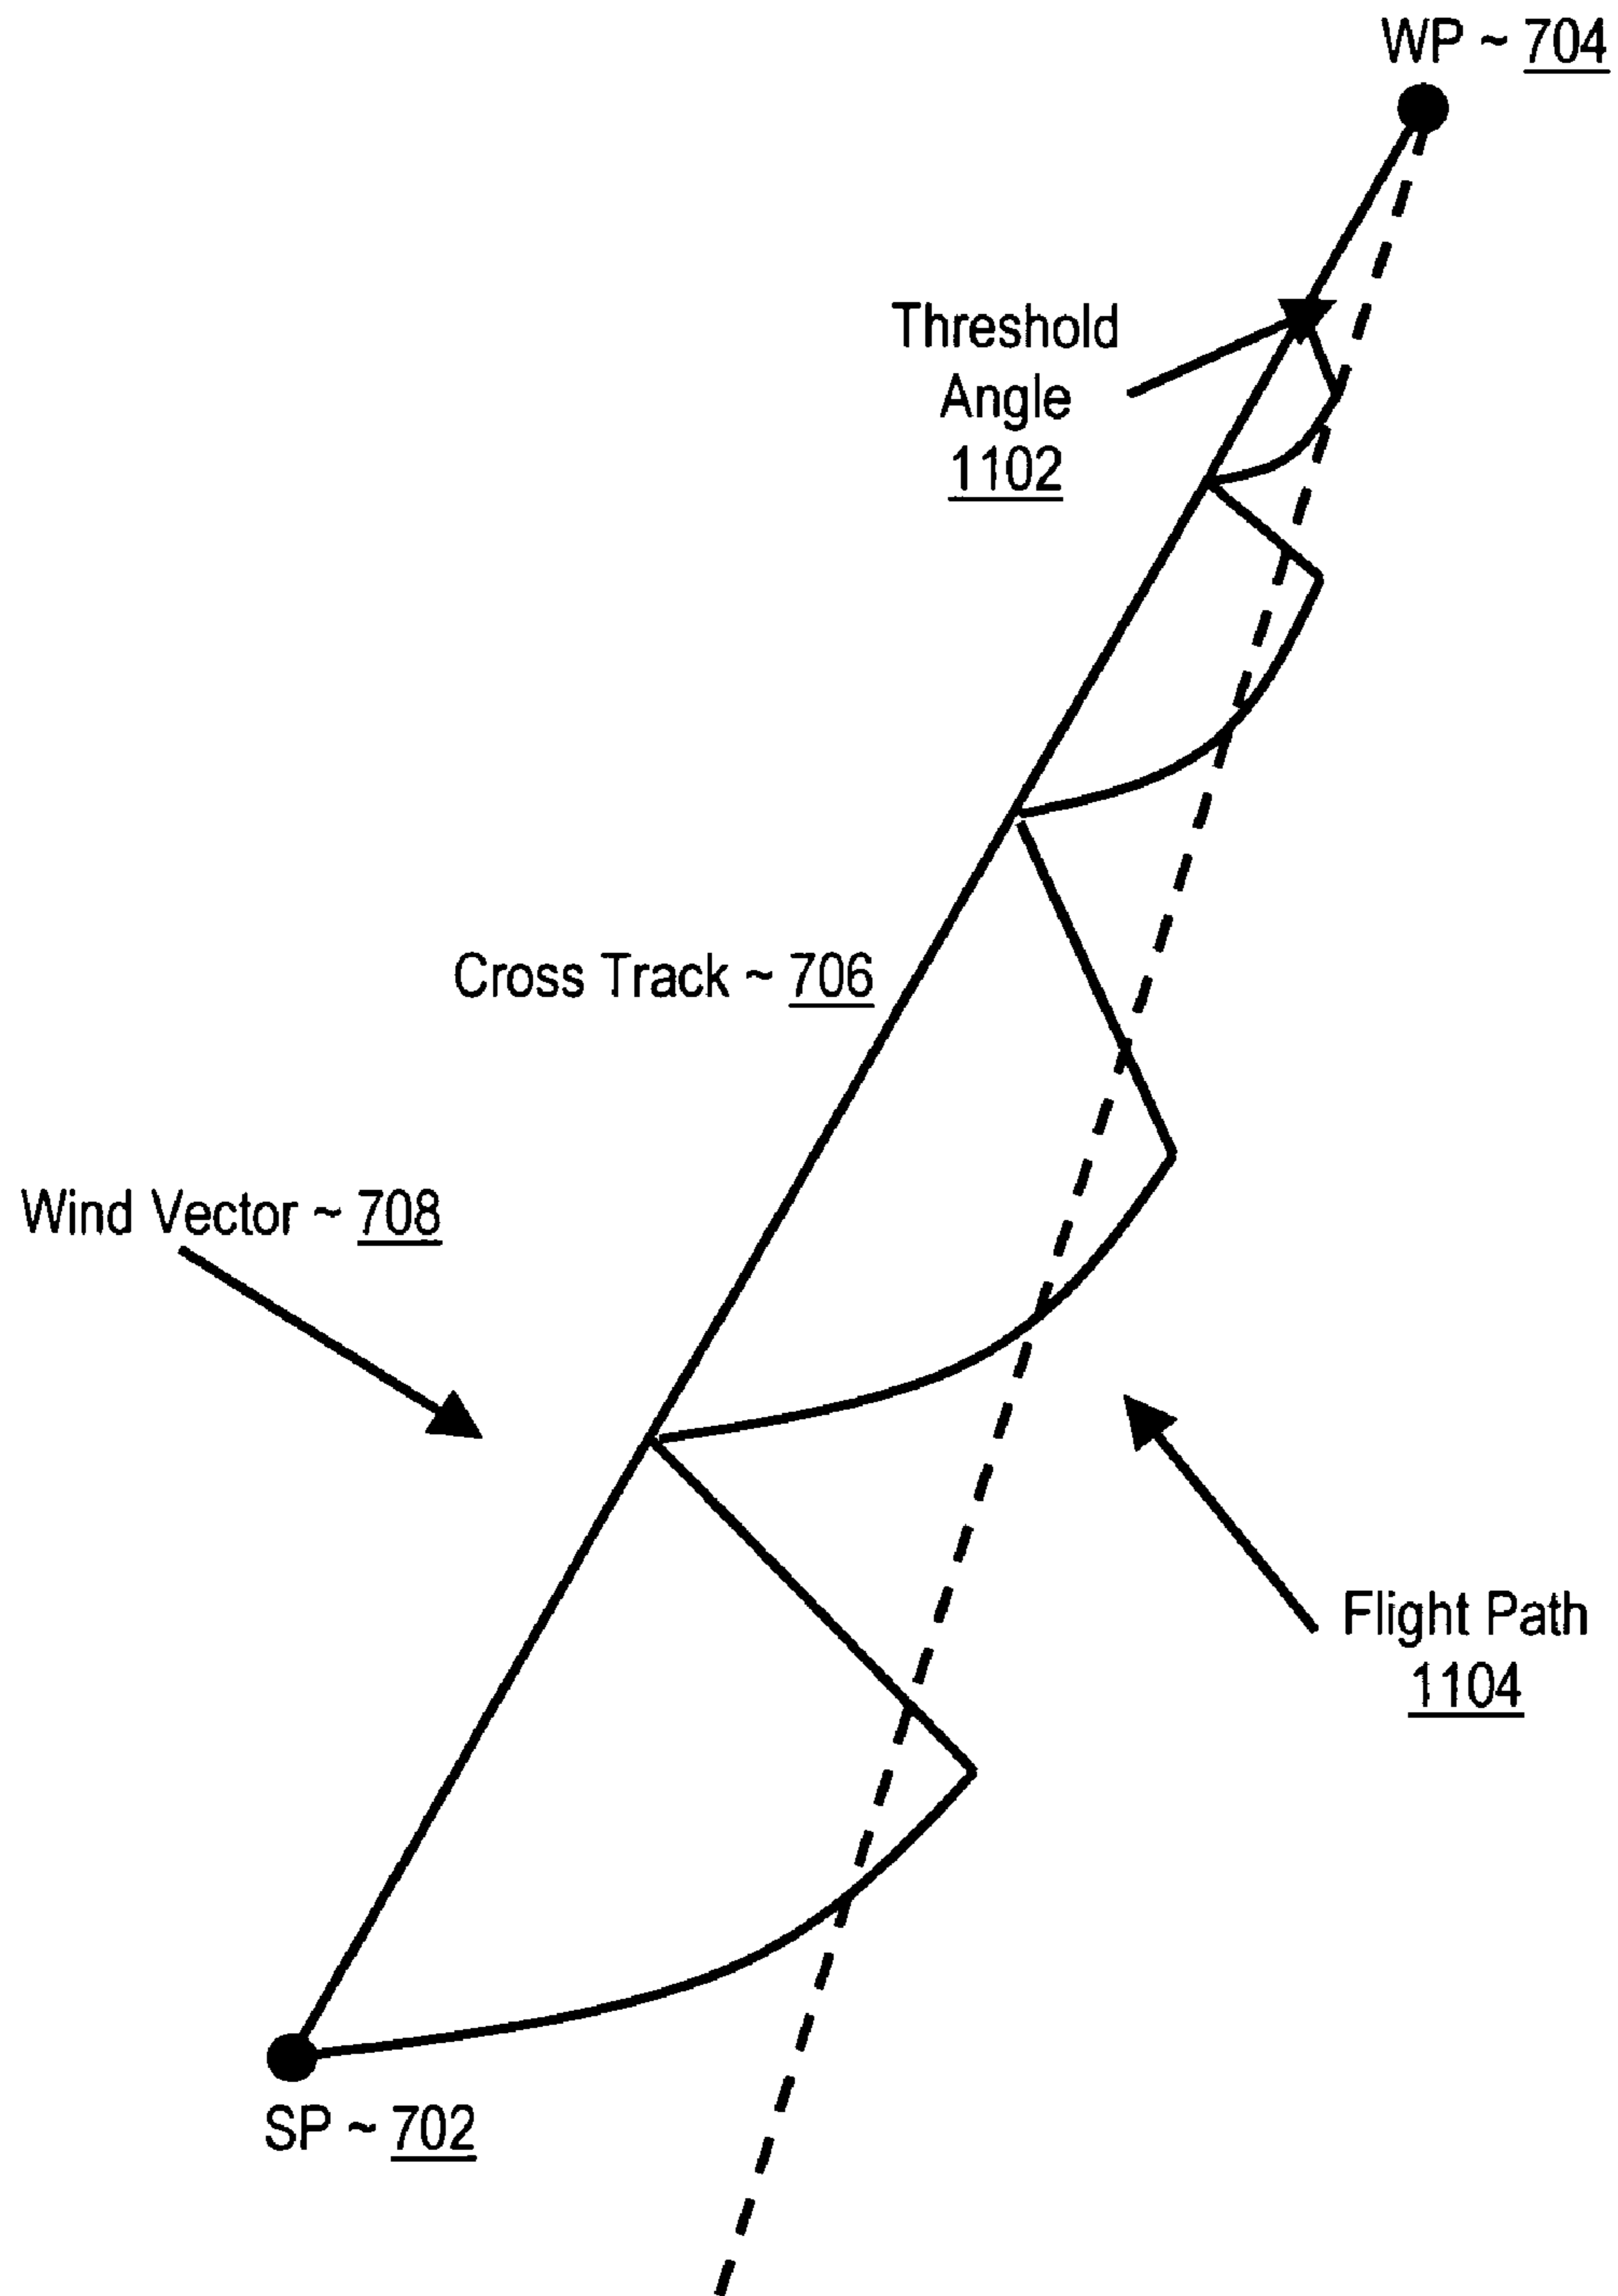 WP ~ 704
Threshold
Angle
1102
Cross Track ~ 706
Wind Vector ~ 708
Flight Path
1104
SP ~ 702